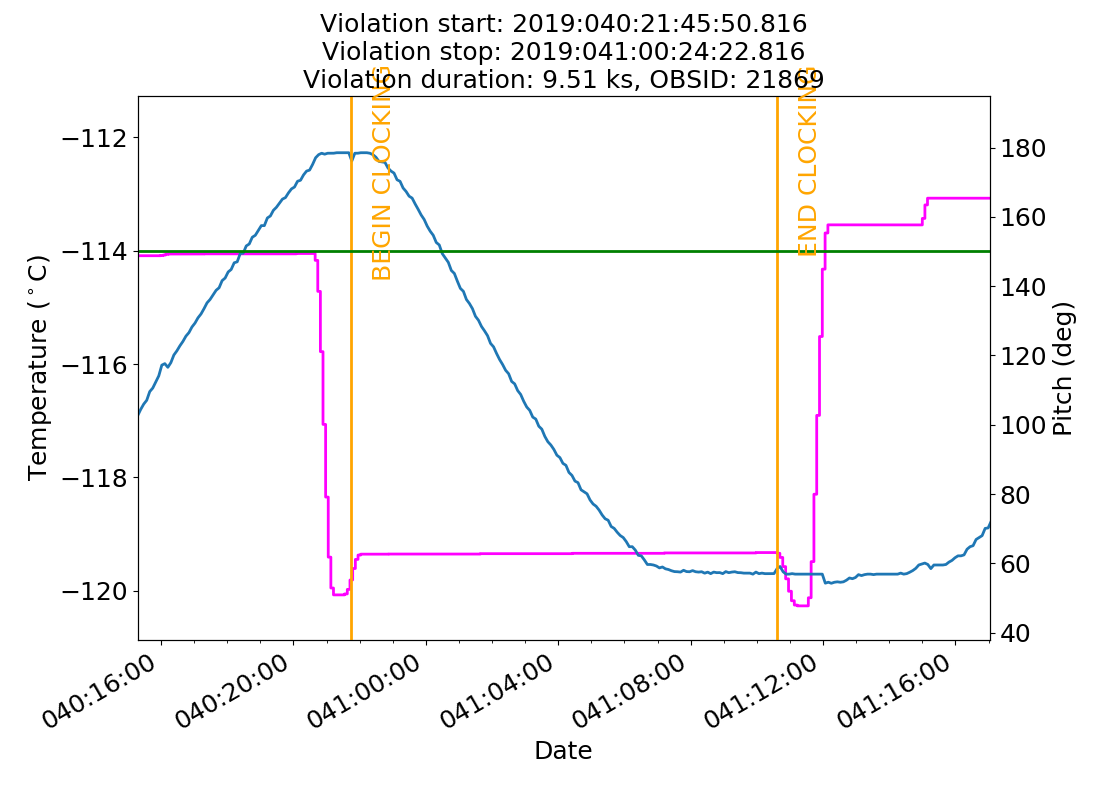 Violation start: 2019:040:21:45:50.816
Violation stop: 2019:041:00:24:22.816
Violation duration: 9.51 ks, OBSID: 21869
BEGIN CLOCKING
END CLOCKING
Temperature (°C)
−112
−114
−116
−118
−120
Pitch (deg)
180
160
140
120
100
80
60
40
040:16:00
040:20:00
041:00:00
041:04:00
041:08:00
041:12:00
041:16:00
Date